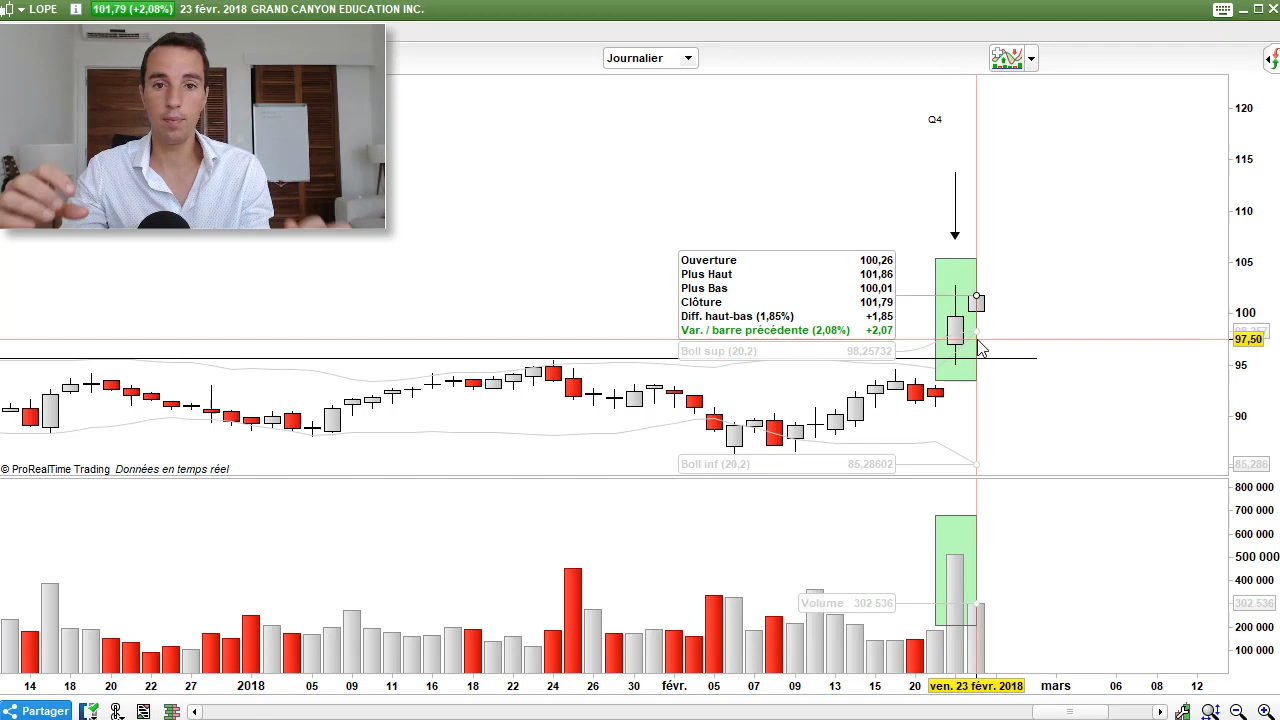 LOPE 101,79 (+2,08%) 23 févr. 2018 GRAND CANYON EDUCATION INC.
Journalier
120
Q4
115
110
105
100
97,50
95
90
85,286
Ouverture 100,26
Plus Haut 101,86
Plus Bas 100,01
Clôture 101,79
Diff. haut-bas (1,85%) +1,85
Var. / barre précédente (2,08%) +2,07
Boll sup (20,2) 98,25732
Boll inf (20,2) 85,28602
© ProRealTime Trading Données en temps réel
800 000
700 000
600 000
500 000
400 000
302 536
200 000
100 000
Volume 302 536
14 18 20 22 27 2018 05 09 11 16 18 22 24 26 30 févr. 05 07 09 13 15 20 ven. 23 févr. 2018 mars 06 08 12
Partager